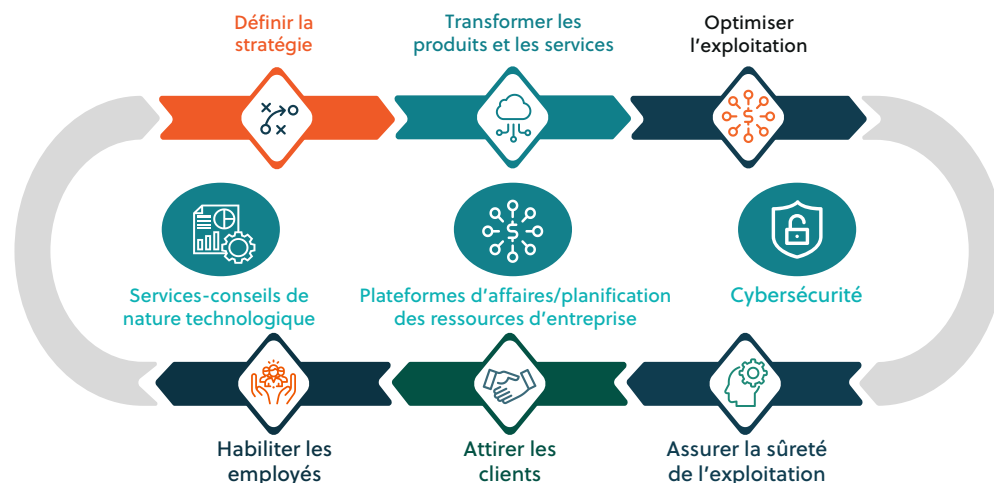 Définir la
stratégie
Transformer les
produits et les services
Optimiser
l'exploitation
Services-conseils de
nature technologique
Plateformes d'affaires/planification
des ressources d'entreprise
Cybersécurité
Habiliter les
employés
Attirer les
clients
Assurer la sûreté
de l'exploitation